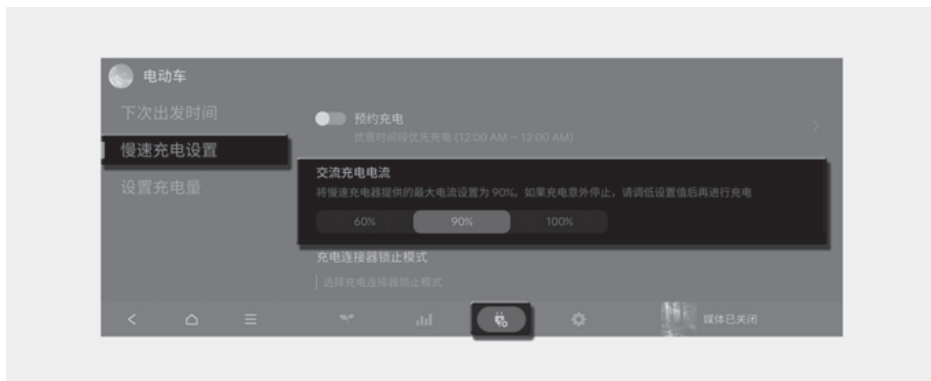 电动车
下次出发时间
慢速充电设置
设置充电量
预约充电
优惠时间段优先充电 (12:00 AM ~ 12:00 AM)
交流充电电流
将慢速充电器提供的最大电流设置为 90%。如果充电意外停止，请调低设置值后再进行充电
60% 90% 100%
充电连接器锁止模式
选择充电连接器锁止模式
媒体已关闭